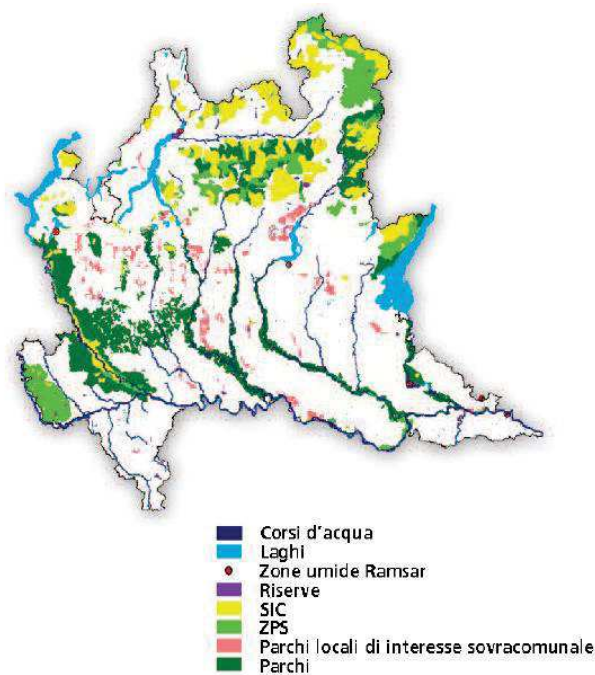 Corsi d'acqua
Laghi
Zone umide Ramsar
Riserve
SIC
ZPS
Parchi locali di interesse sovracomunale
Parchi